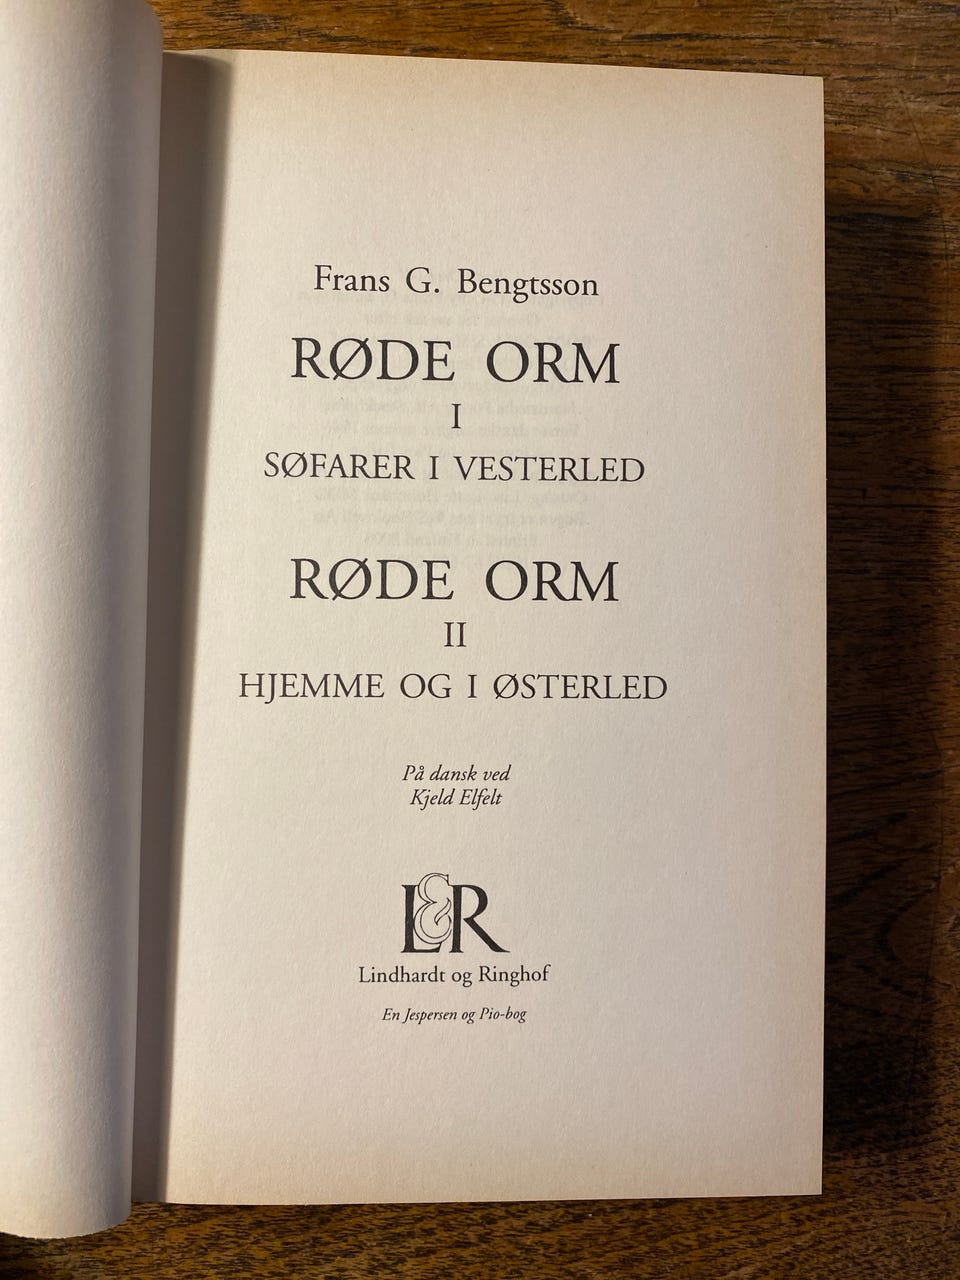 Frans G. Bengtsson
RØDE ORM
I
SØFARER I VESTERLED
RØDE ORM
II
HJEMME OG I ØSTERLED
På dansk ved
Kjeld Elfelt
L&R
Lindhardt og Ringhof
En Jespersen og Pio-bog